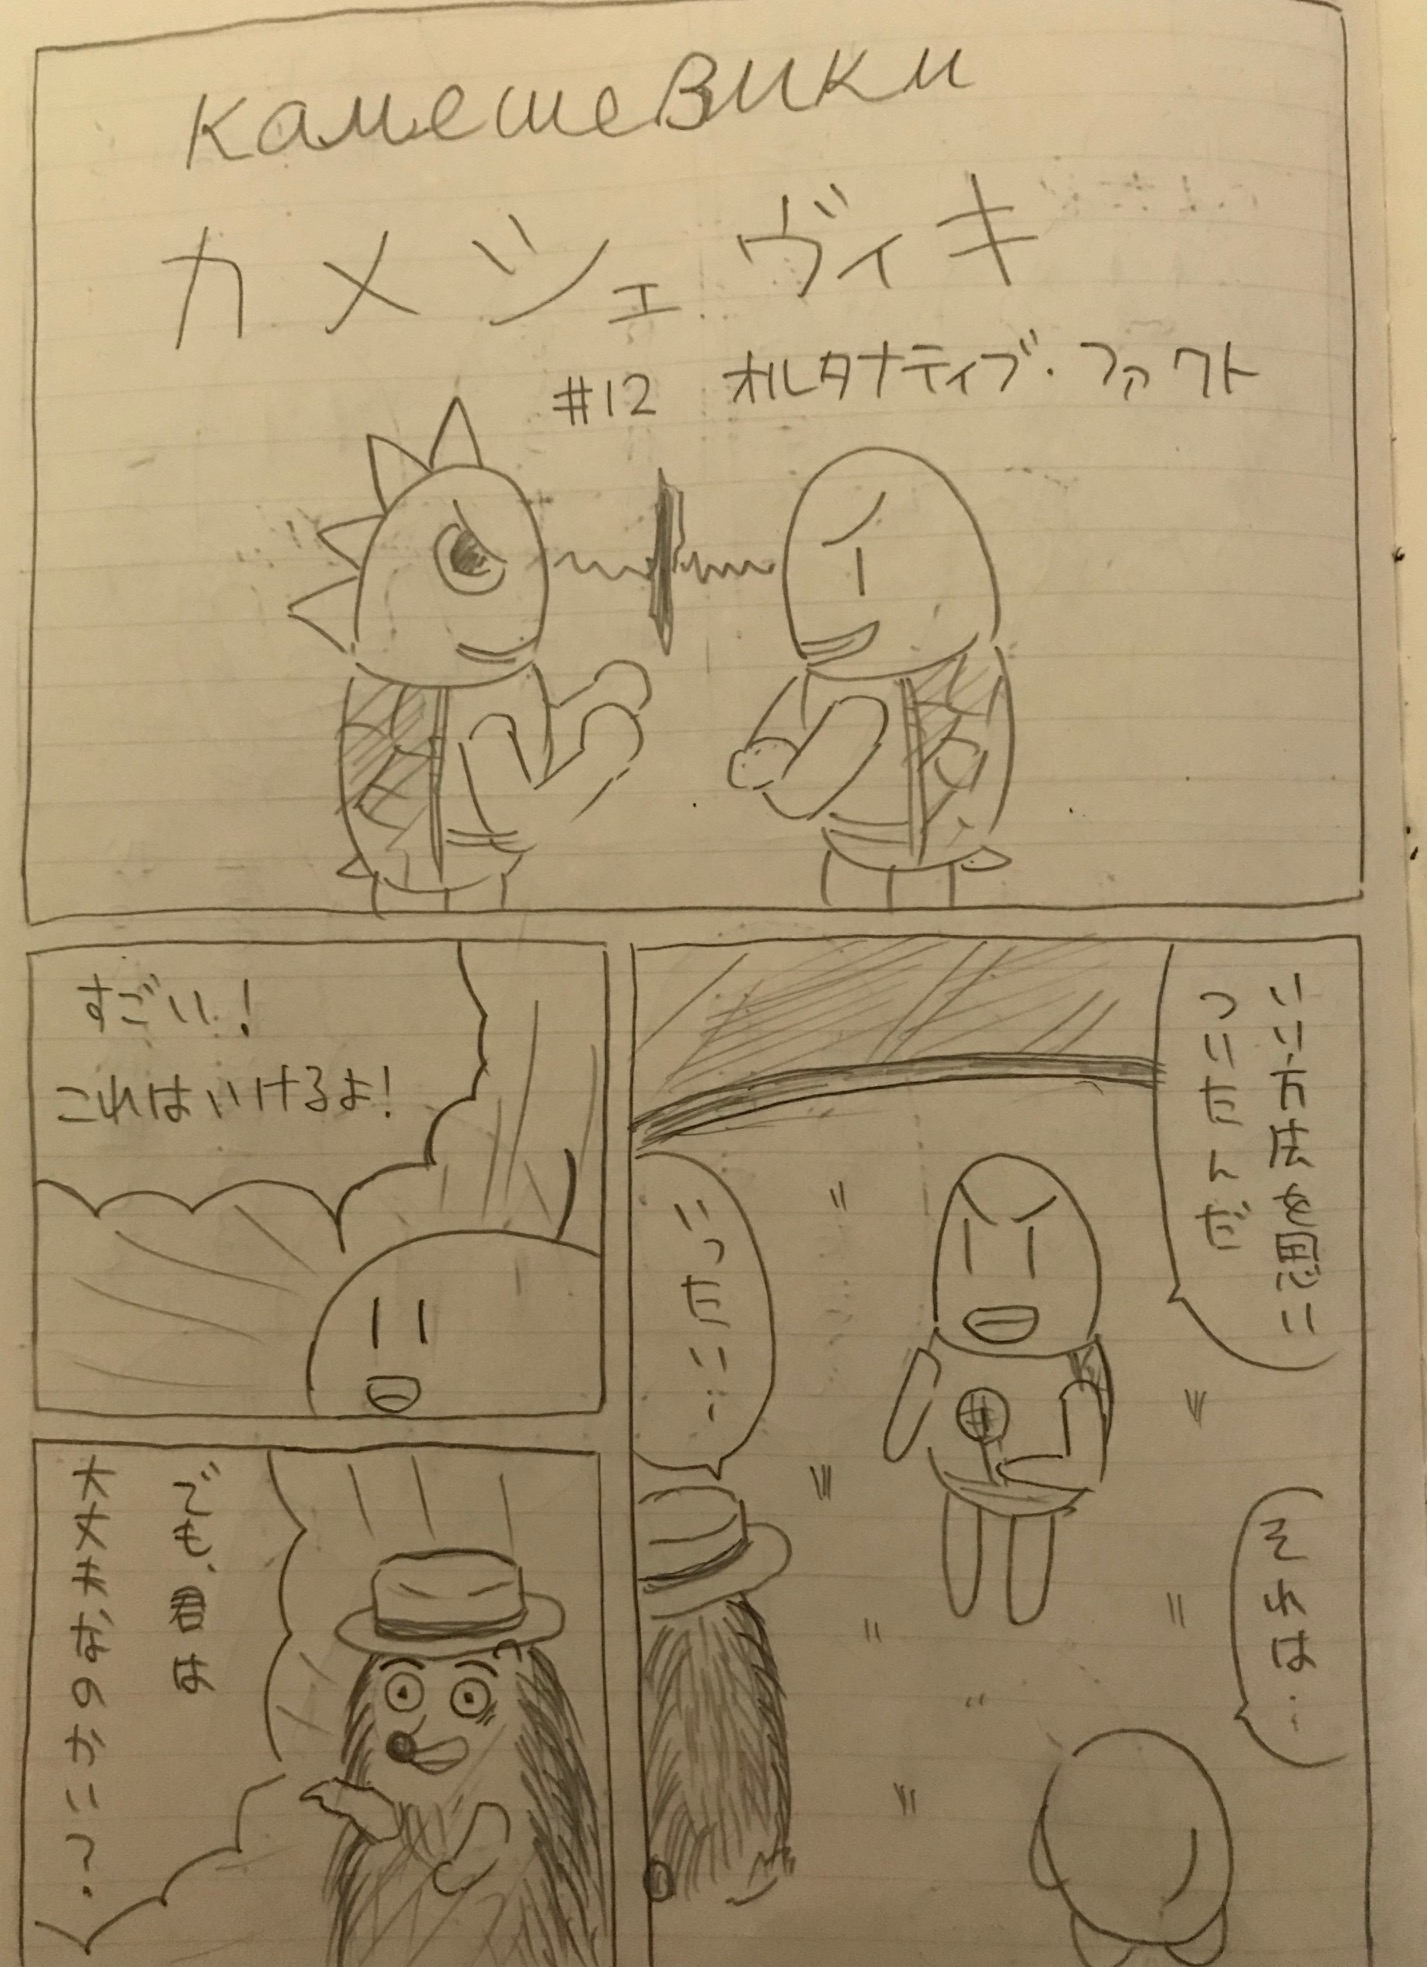 камешевики
カメシェヴィキ
#12 オルタナティブ・ファクト
いい方法を思い
ついたんだ
いったい…
それは…
すごい!
これはいけるよ!
でも、君は
大丈夫なのかい?